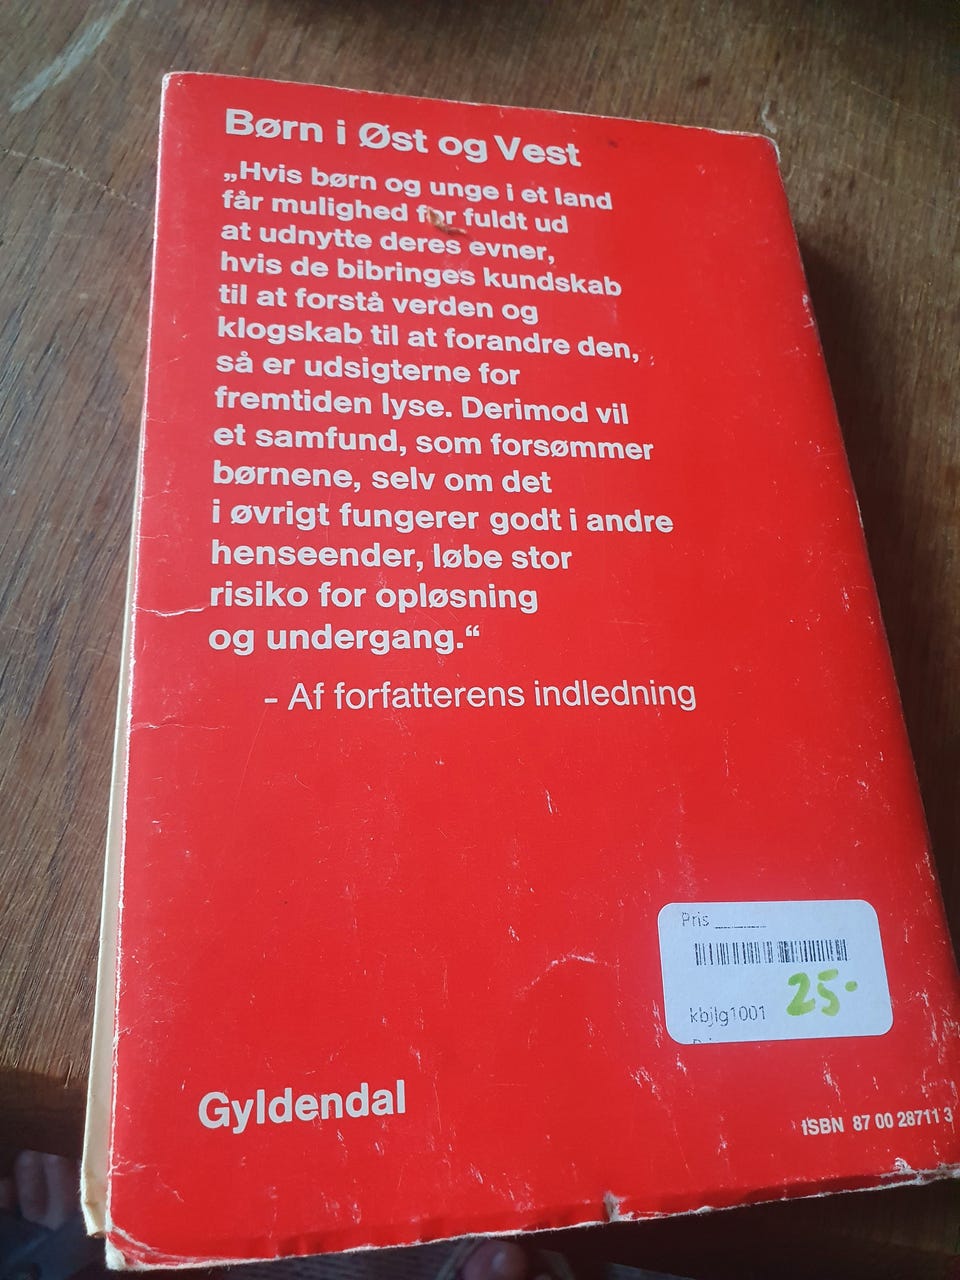 Børn i Øst og Vest
„Hvis børn og unge i et land
får mulighed for fuldt ud
at udnytte deres evner,
hvis de bibringes kundskab
til at forstå verden og
klogskab til at forandre den,
så er udsigterne for
fremtiden lyse. Derimod vil
et samfund, som forsømmer
børnene, selv om det
i øvrigt fungerer godt i andre
henseender, løbe stor
risiko for opløsning
og undergang.“
– Af forfatterens indledning
Pris
25.-
kbjlg1001
Gyldendal
ISBN 87 00 28711 3